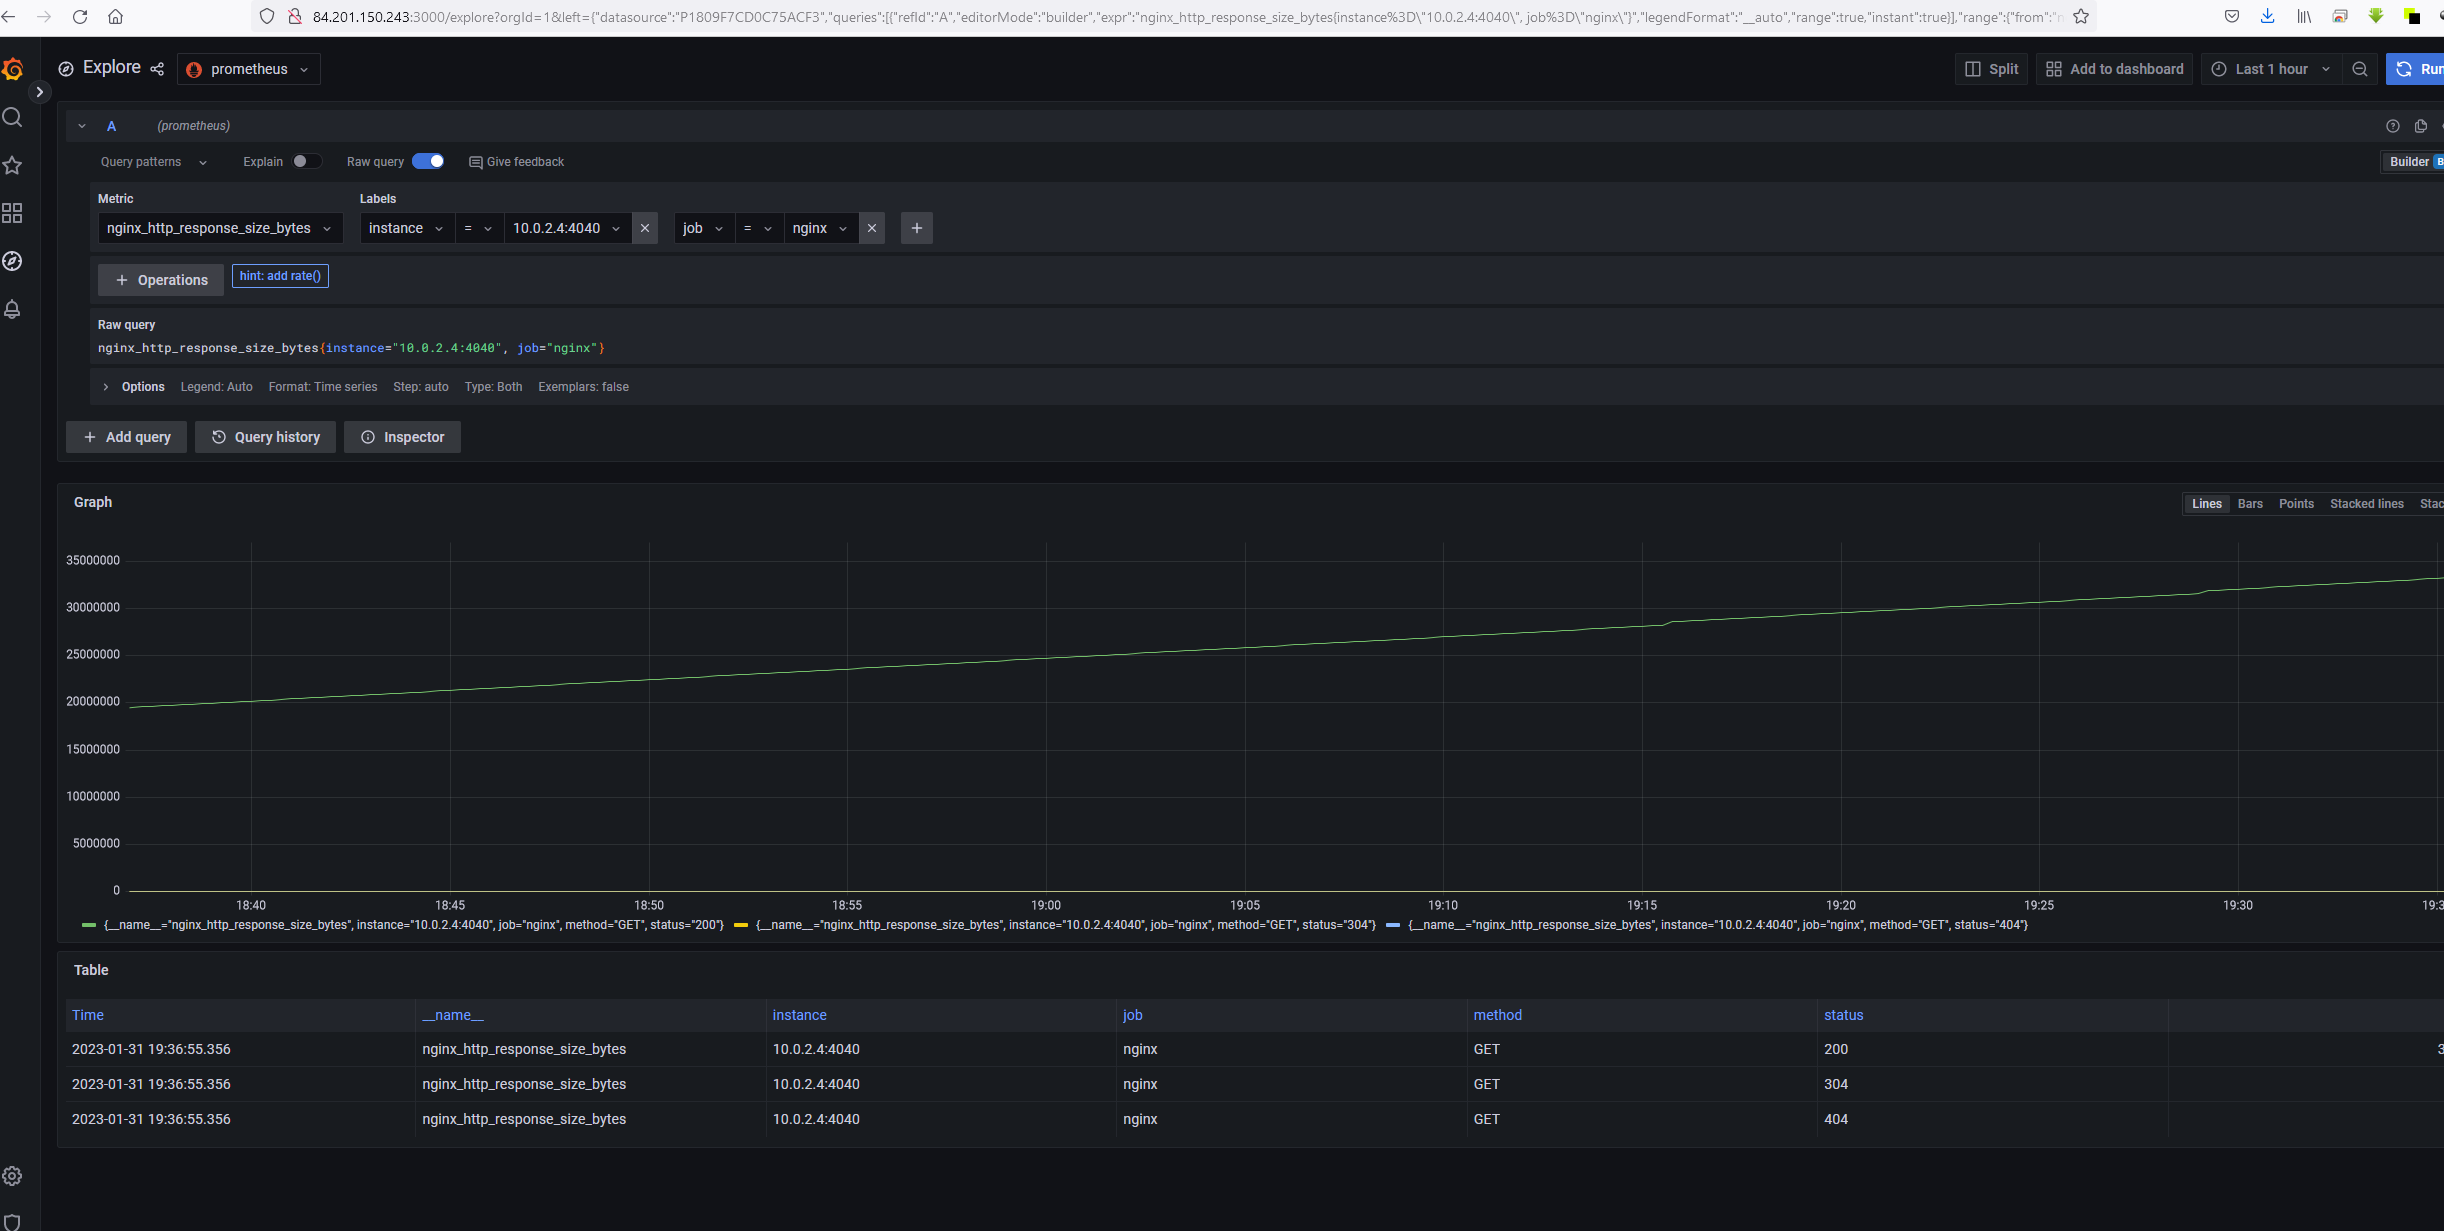 84.201.150.243:3000/explore?orgId=1&left={"datasource":"P1809F7CD0C75ACF3","queries":[{"refId":"A","editorMode":"builder","expr":"nginx_http_response_size_bytes{instance%3D\"10.0.2.4:4040\", job%3D\"nginx\"}","legendFormat":"__auto","range":true,"instant":true}],"range":{"from":"n
Explore prometheus Split Add to dashboard Last 1 hour Run
A (prometheus)
Query patterns Explain Raw query Give feedback Builder B
Metric Labels
nginx_http_response_size_bytes instance = 10.0.2.4:4040 job = nginx
+ Operations hint: add rate()
Raw query
nginx_http_response_size_bytes{instance="10.0.2.4:4040", job="nginx"}
Options Legend: Auto Format: Time series Step: auto Type: Both Exemplars: false
+ Add query Query history Inspector
Graph Lines Bars Points Stacked lines Stac
35000000
30000000
25000000
20000000
15000000
10000000
5000000
0
18:40 18:45 18:50 18:55 19:00 19:05 19:10 19:15 19:20 19:25 19:30 19:3
{__name__="nginx_http_response_size_bytes", instance="10.0.2.4:4040", job="nginx", method="GET", status="200"} {__name__="nginx_http_response_size_bytes", instance="10.0.2.4:4040", job="nginx", method="GET", status="304"} {__name__="nginx_http_response_size_bytes", instance="10.0.2.4:4040", job="nginx", method="GET", status="404"}
Table
Time __name__ instance job method status
2023-01-31 19:36:55.356 nginx_http_response_size_bytes 10.0.2.4:4040 nginx GET 200 3
2023-01-31 19:36:55.356 nginx_http_response_size_bytes 10.0.2.4:4040 nginx GET 304
2023-01-31 19:36:55.356 nginx_http_response_size_bytes 10.0.2.4:4040 nginx GET 404